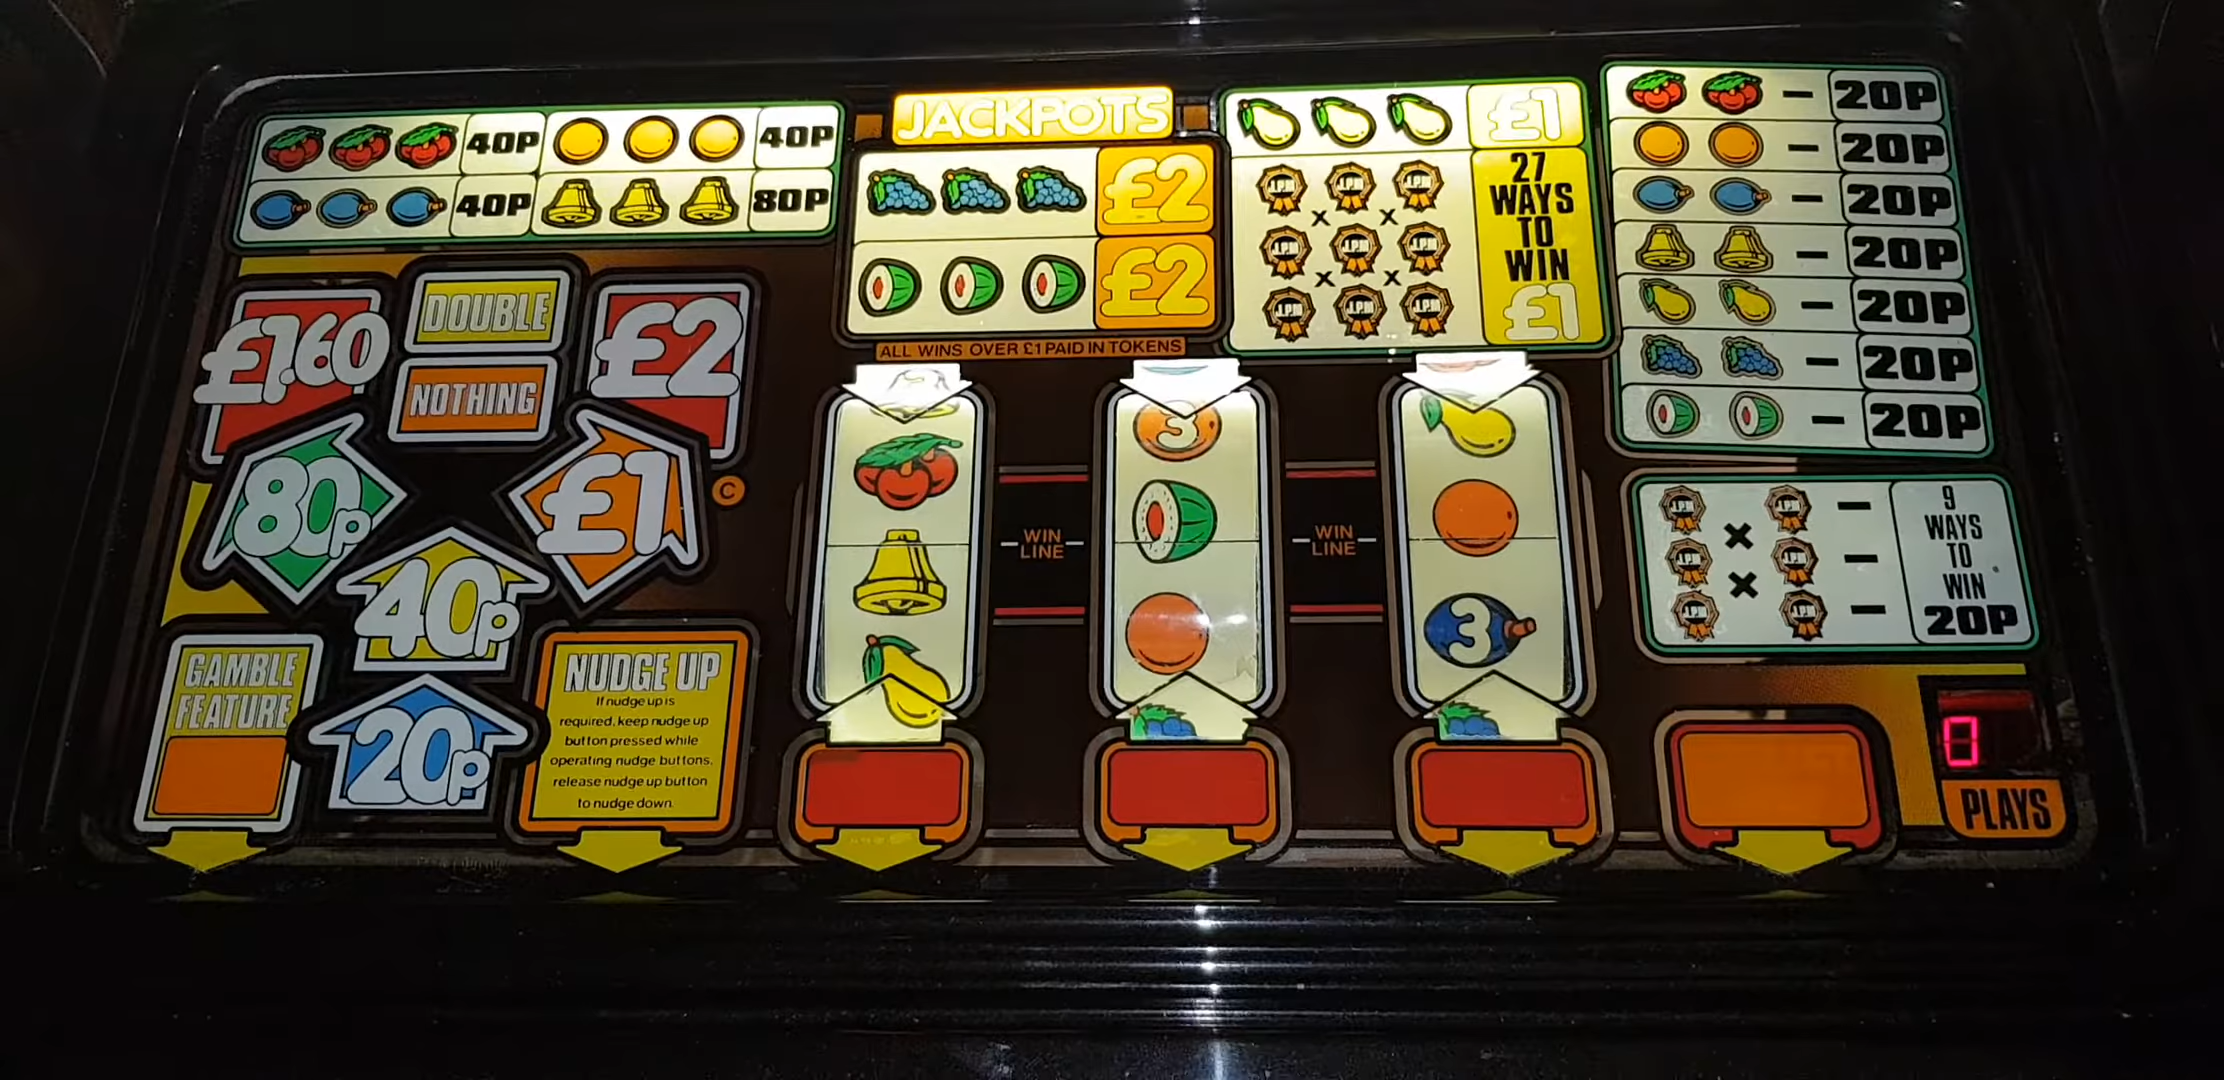 40P
40P
40P
80P
JACKPOTS
£2
£2
ALL WINS OVER £1 PAID IN TOKENS
£1
J.P.M J.P.M J.P.M
x x
J.P.M J.P.M J.P.M
x x
J.P.M J.P.M J.P.M
27
WAYS
TO
WIN
£1
– 20P
– 20P
– 20P
– 20P
– 20P
– 20P
– 20P
J.P.M J.P.M –
x
J.P.M J.P.M –
x
J.P.M J.P.M –
9
WAYS
TO
WIN
20P
£1.60
DOUBLE
NOTHING
£2
80p
£1
C
40p
20p
GAMBLE
FEATURE
NUDGE UP
If nudge up is
required, keep nudge up
button pressed while
operating nudge buttons,
release nudge up button
to nudge down.
3
WIN
LINE
WIN
LINE
3
0
PLAYS